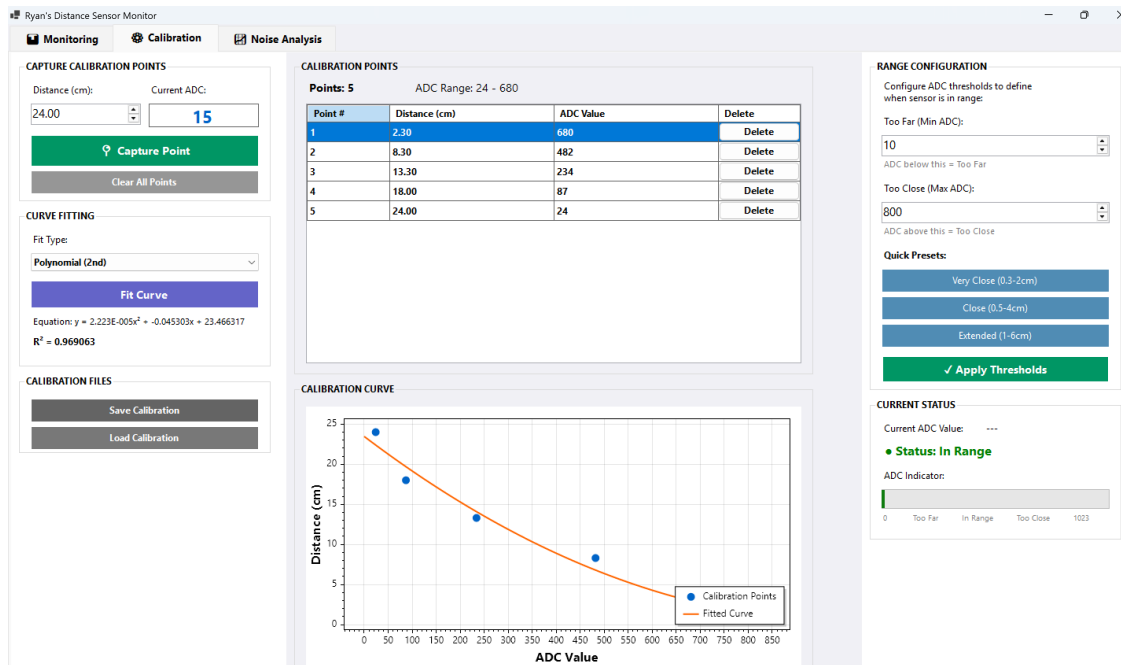 Ryan's Distance Sensor Monitor
Monitoring
Calibration
Noise Analysis
CAPTURE CALIBRATION POINTS
Distance (cm):
Current ADC:
24.00
15
Capture Point
Clear All Points
CURVE FITTING
Fit Type:
Polynomial (2nd)
Fit Curve
Equation: y = 2.223E-005x² + -0.045303x + 23.466317
R² = 0.969063
CALIBRATION FILES
Save Calibration
Load Calibration
CALIBRATION POINTS
Points: 5 ADC Range: 24 - 680
Point # Distance (cm) ADC Value Delete
1 2.30 680 Delete
2 8.30 482 Delete
3 13.30 234 Delete
4 18.00 87 Delete
5 24.00 24 Delete
CALIBRATION CURVE
Distance (cm)
25
20
15
10
5
0
0 50 100 150 200 250 300 350 400 450 500 550 600 650 700 750 800 850
ADC Value
Calibration Points
Fitted Curve
RANGE CONFIGURATION
Configure ADC thresholds to define
when sensor is in range:
Too Far (Min ADC):
10
ADC below this = Too Far
Too Close (Max ADC):
800
ADC above this = Too Close
Quick Presets:
Very Close (0.3-2cm)
Close (0.5-4cm)
Extended (1-6cm)
✓ Apply Thresholds
CURRENT STATUS
Current ADC Value: ---
● Status: In Range
ADC Indicator:
0 Too Far In Range Too Close 1023